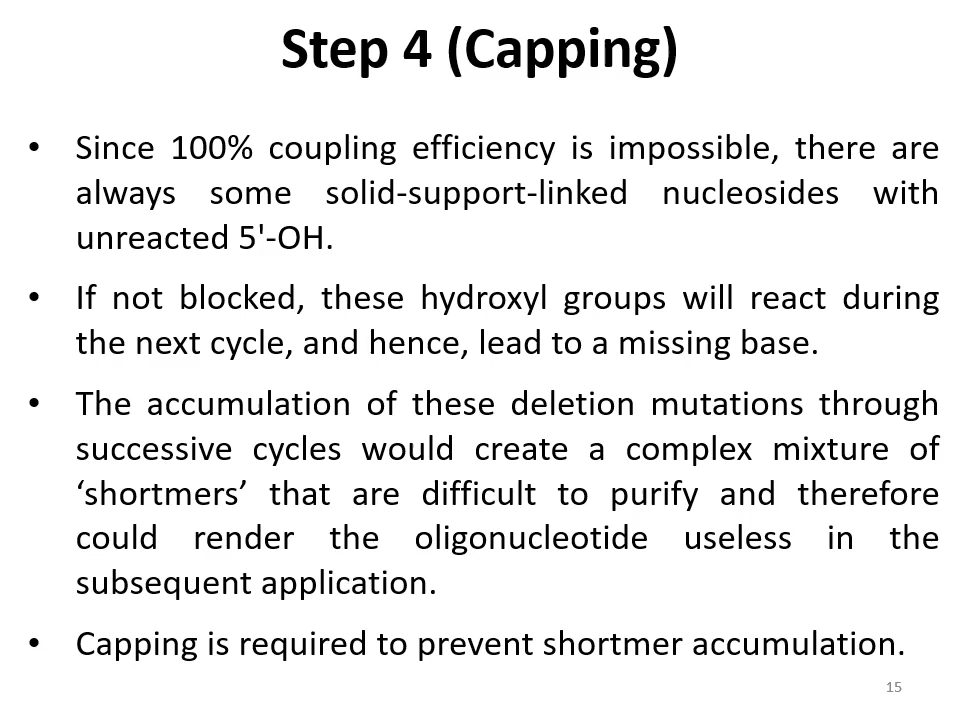 Step 4 (Capping)
• Since 100% coupling efficiency is impossible, there are
always some solid-support-linked nucleosides with
unreacted 5'-OH.
• If not blocked, these hydroxyl groups will react during
the next cycle, and hence, lead to a missing base.
• The accumulation of these deletion mutations through
successive cycles would create a complex mixture of
‘shortmers’ that are difficult to purify and therefore
could render the oligonucleotide useless in the
subsequent application.
• Capping is required to prevent shortmer accumulation.
15